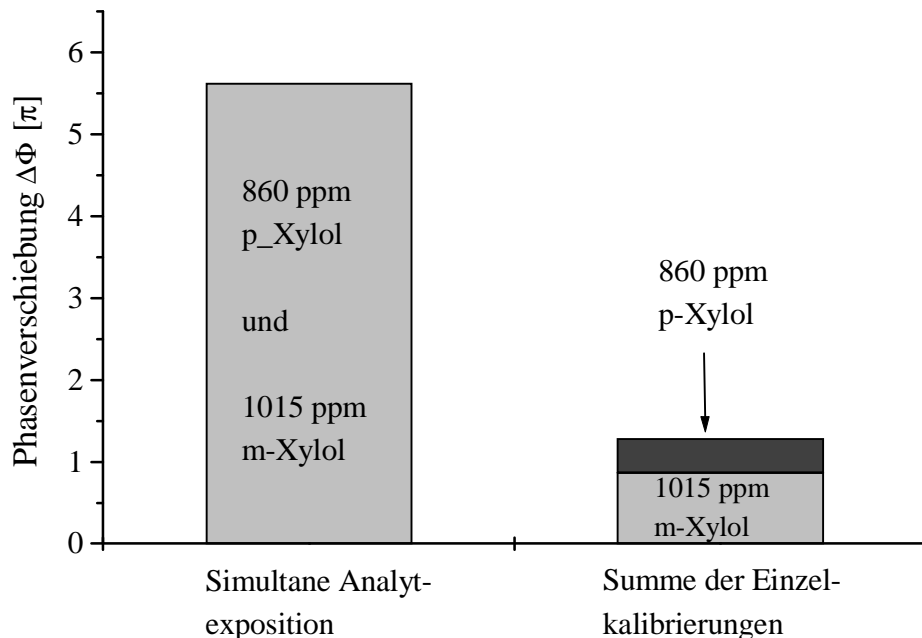 Phasenverschiebung ΔΦ [π]
6
5
4
3
2
1
0
860 ppm
p_Xylol
und
1015 ppm
m-Xylol
860 ppm
p-Xylol
1015 ppm
m-Xylol
Simultane Analyt-
exposition
Summe der Einzel-
kalibrierungen